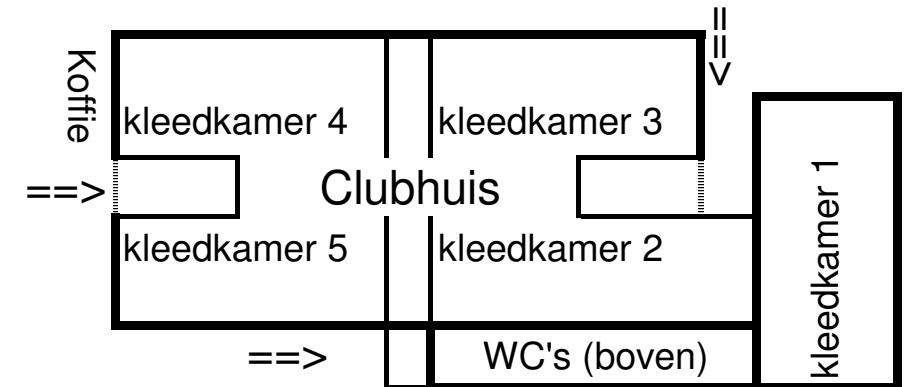 ==>
Koffie
kleedkamer 4
kleedkamer 3
==>
Clubhuis
kleedkamer 1
kleedkamer 5
kleedkamer 2
==>
WC's (boven)